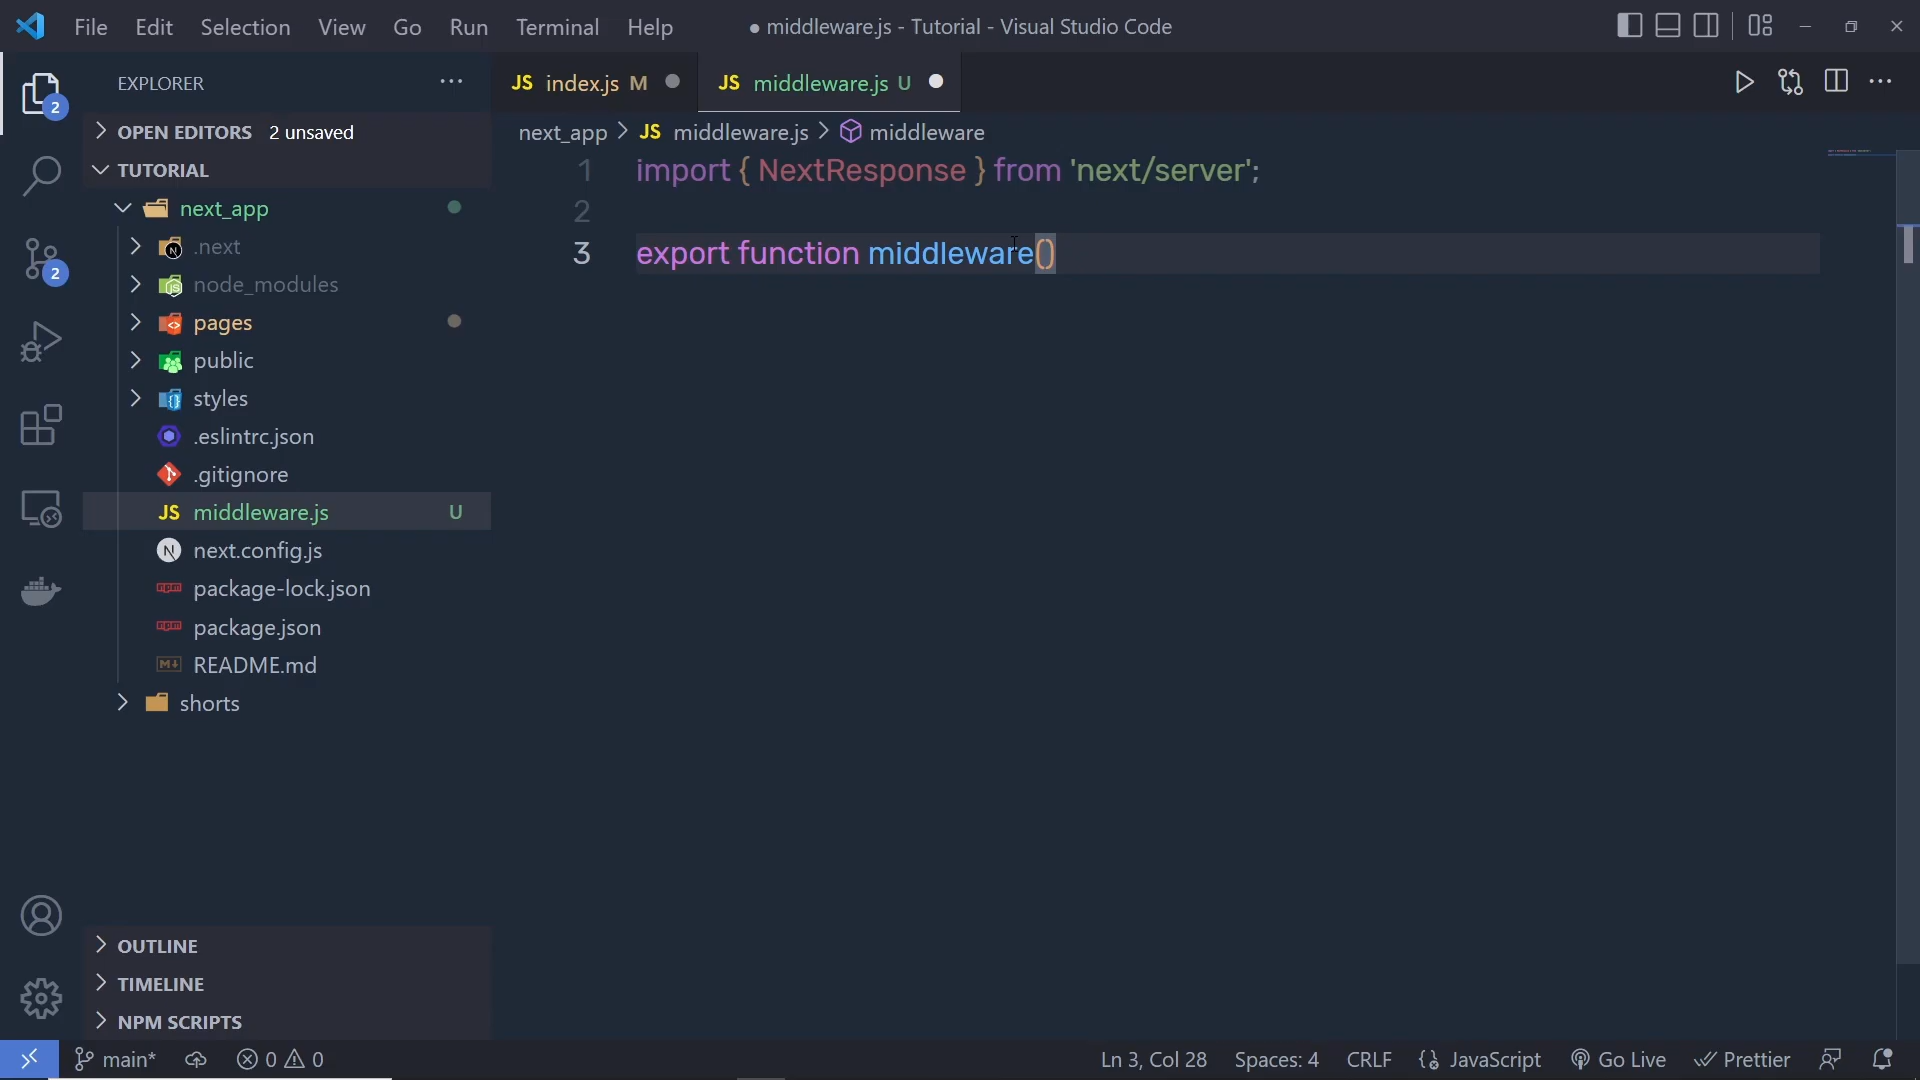 File Edit Selection View Go Run Terminal Help
● middleware.js - Tutorial - Visual Studio Code
EXPLORER
2
OPEN EDITORS 2 unsaved
TUTORIAL
next_app
.next
node_modules
2
pages
public
styles
.eslintrc.json
.gitignore
JS middleware.js U
next.config.js
package-lock.json
package.json
README.md
shorts
OUTLINE
TIMELINE
NPM SCRIPTS
JS index.js M
JS middleware.js U
next_app > JS middleware.js > middleware
1 import { NextResponse } from 'next/server';
2
3 export function middleware()
main* 0 0
Ln 3, Col 28 Spaces: 4 CRLF {} JavaScript Go Live Prettier